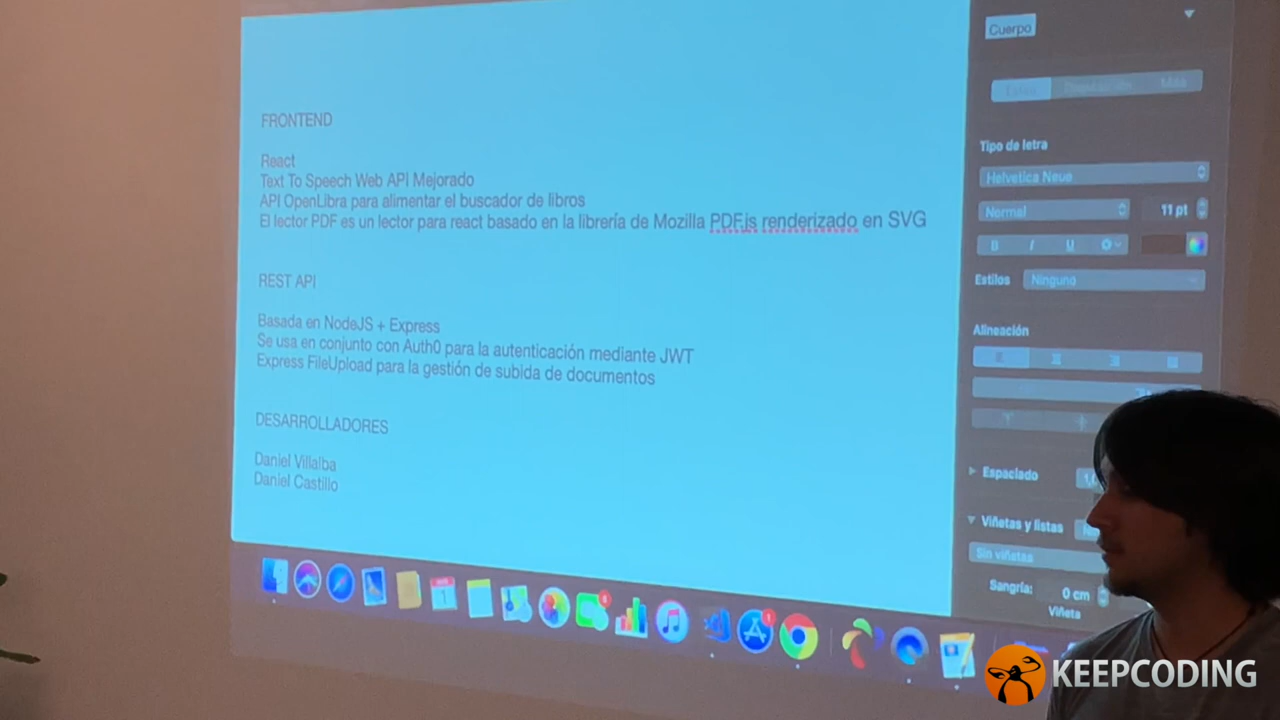 FRONTEND
React
Text To Speech Web API Mejorado
API OpenLibra para alimentar el buscador de libros
El lector PDF es un lector para react basado en la librería de Mozilla PDF.js renderizado en SVG
REST API
Basada en NodeJS + Express
Se usa en conjunto con Auth0 para la autenticación mediante JWT
Express FileUpload para la gestión de subida de documentos
DESARROLLADORES
Daniel Villalba
Daniel Castillo
Cuerpo
Más
Tipo de letra
Helvetica Neue
Normal
11 pt
B I U
Estilos
Ninguno
Alineación
Espaciado
Viñetas y listas
Sin viñetas
Sangría:
0 cm
Viñeta
KEEPCODING